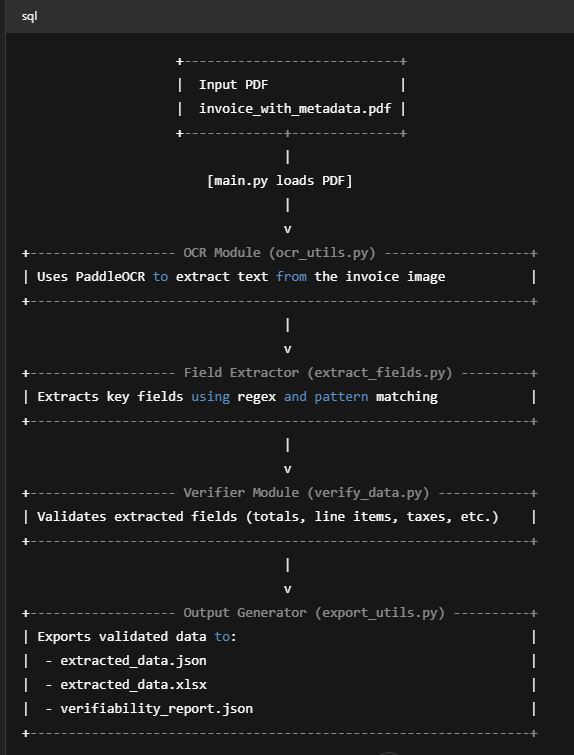 sql
+----------------------------+
|  Input PDF                 |
|  invoice_with_metadata.pdf |
+-------------+--------------+
|
[main.py loads PDF]
|
v
+------------------- OCR Module (ocr_utils.py) -------------------+
| Uses PaddleOCR to extract text from the invoice image           |
+-----------------------------------------------------------------+
|
v
+------------------- Field Extractor (extract_fields.py) ---------+
| Extracts key fields using regex and pattern matching            |
+-----------------------------------------------------------------+
|
v
+------------------- Verifier Module (verify_data.py) ------------+
| Validates extracted fields (totals, line items, taxes, etc.)    |
+-----------------------------------------------------------------+
|
v
+------------------- Output Generator (export_utils.py) ----------+
| Exports validated data to:                                      |
|  - extracted_data.json                                          |
|  - extracted_data.xlsx                                          |
|  - verifiability_report.json                                    |
+-----------------------------------------------------------------+